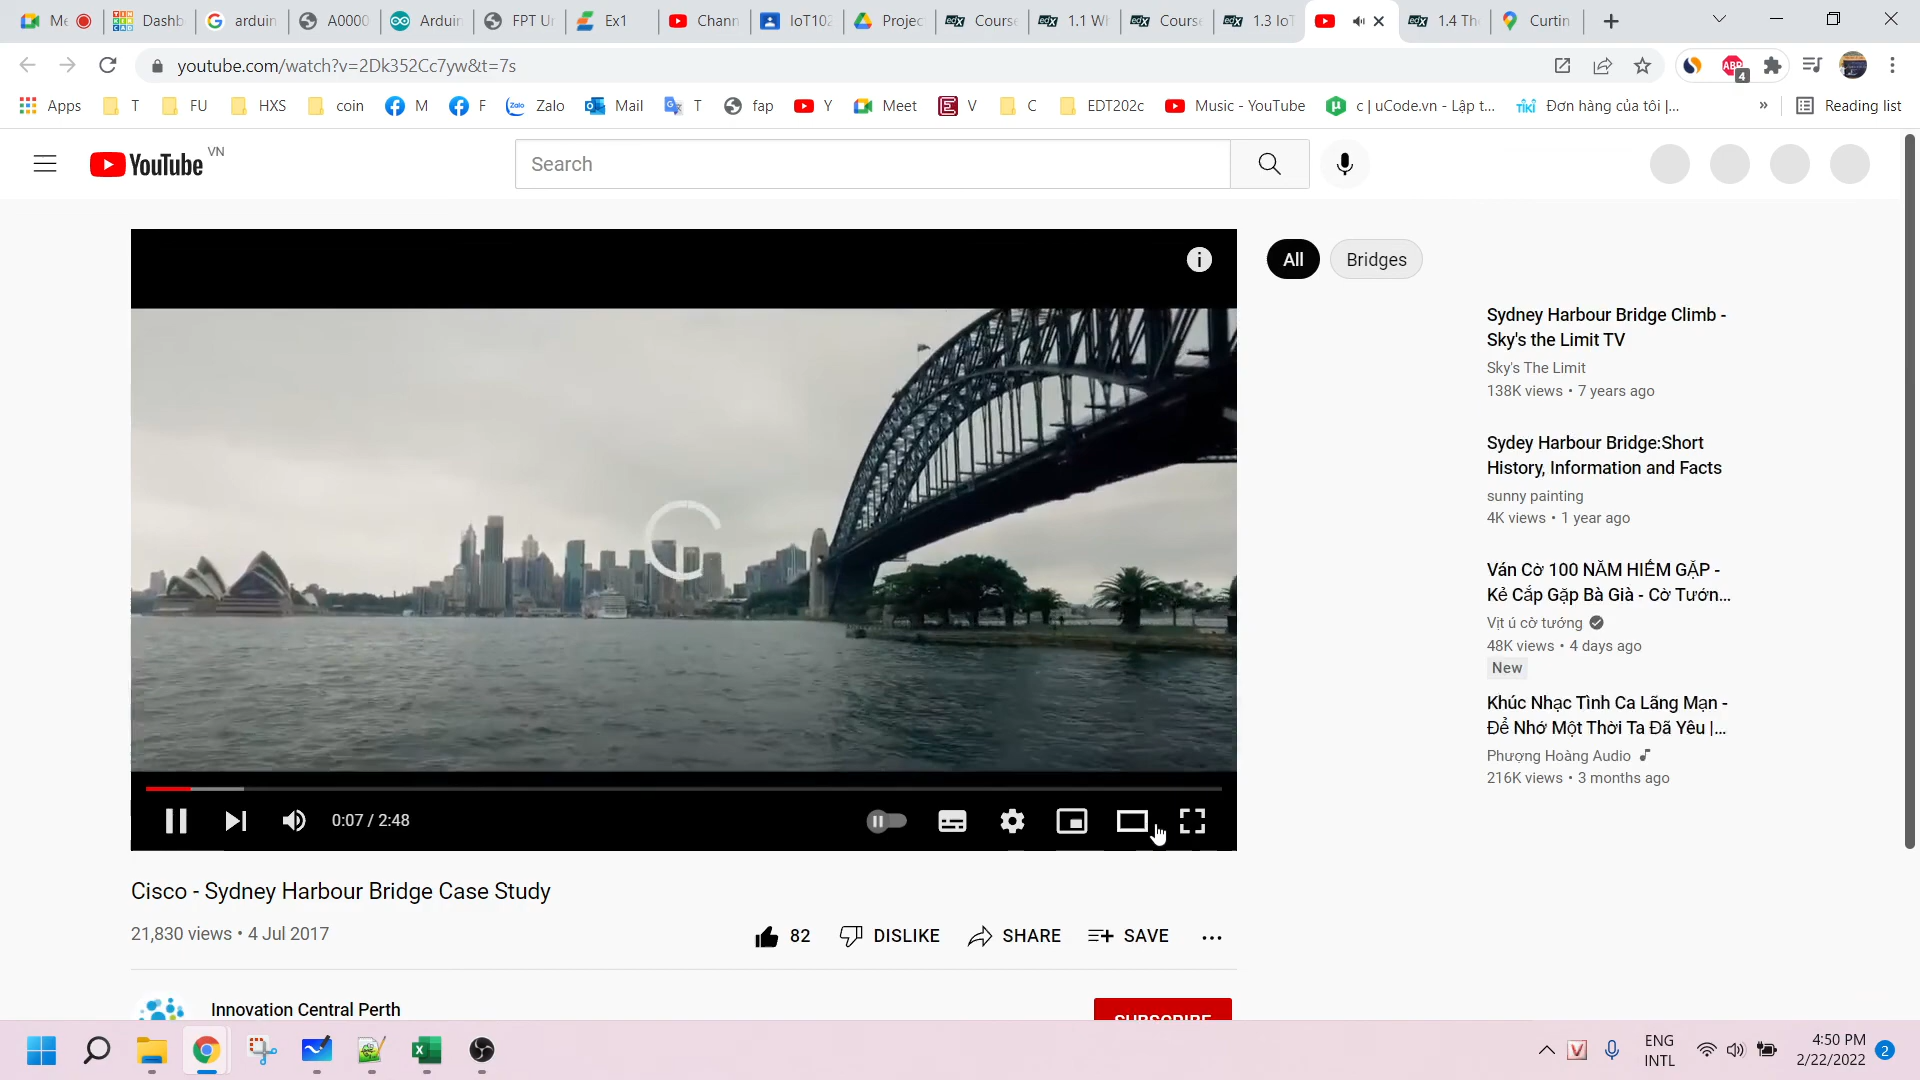 Me
Dashb
arduin
A0000
Arduin
FPT Ur
Ex1
Chann
IoT102
Projec
Course
1.1 Wh
Course
1.3 IoT
1.4 The
Curtin
youtube.com/watch?v=2Dk352Cc7yw&t=7s
ABP
4
Apps
T
FU
HXS
coin
M
F
Zalo
Mail
T
fap
Y
Meet
V
C
EDT202c
Music - YouTube
c | uCode.vn - Lập t...
TIKI
Đơn hàng của tôi |...
»
Reading list
YouTube VN
Search
All
Bridges
Sydney Harbour Bridge Climb -
Sky's the Limit TV
Sky's The Limit
138K views • 7 years ago
Sydey Harbour Bridge:Short
History, Information and Facts
sunny painting
4K views • 1 year ago
Ván Cờ 100 NĂM HIẾM GẶP -
Kẻ Cắp Gặp Bà Già - Cờ Tướn...
Vịt ú cờ tướng
48K views • 4 days ago
New
Khúc Nhạc Tình Ca Lãng Mạn -
Để Nhớ Một Thời Ta Đã Yêu |...
Phượng Hoàng Audio
216K views • 3 months ago
0:07 / 2:48
Cisco - Sydney Harbour Bridge Case Study
21,830 views • 4 Jul 2017
82
DISLIKE
SHARE
SAVE
...
Innovation Central Perth
SUBSCRIBE
ENG
INTL
4:50 PM
2/22/2022
2